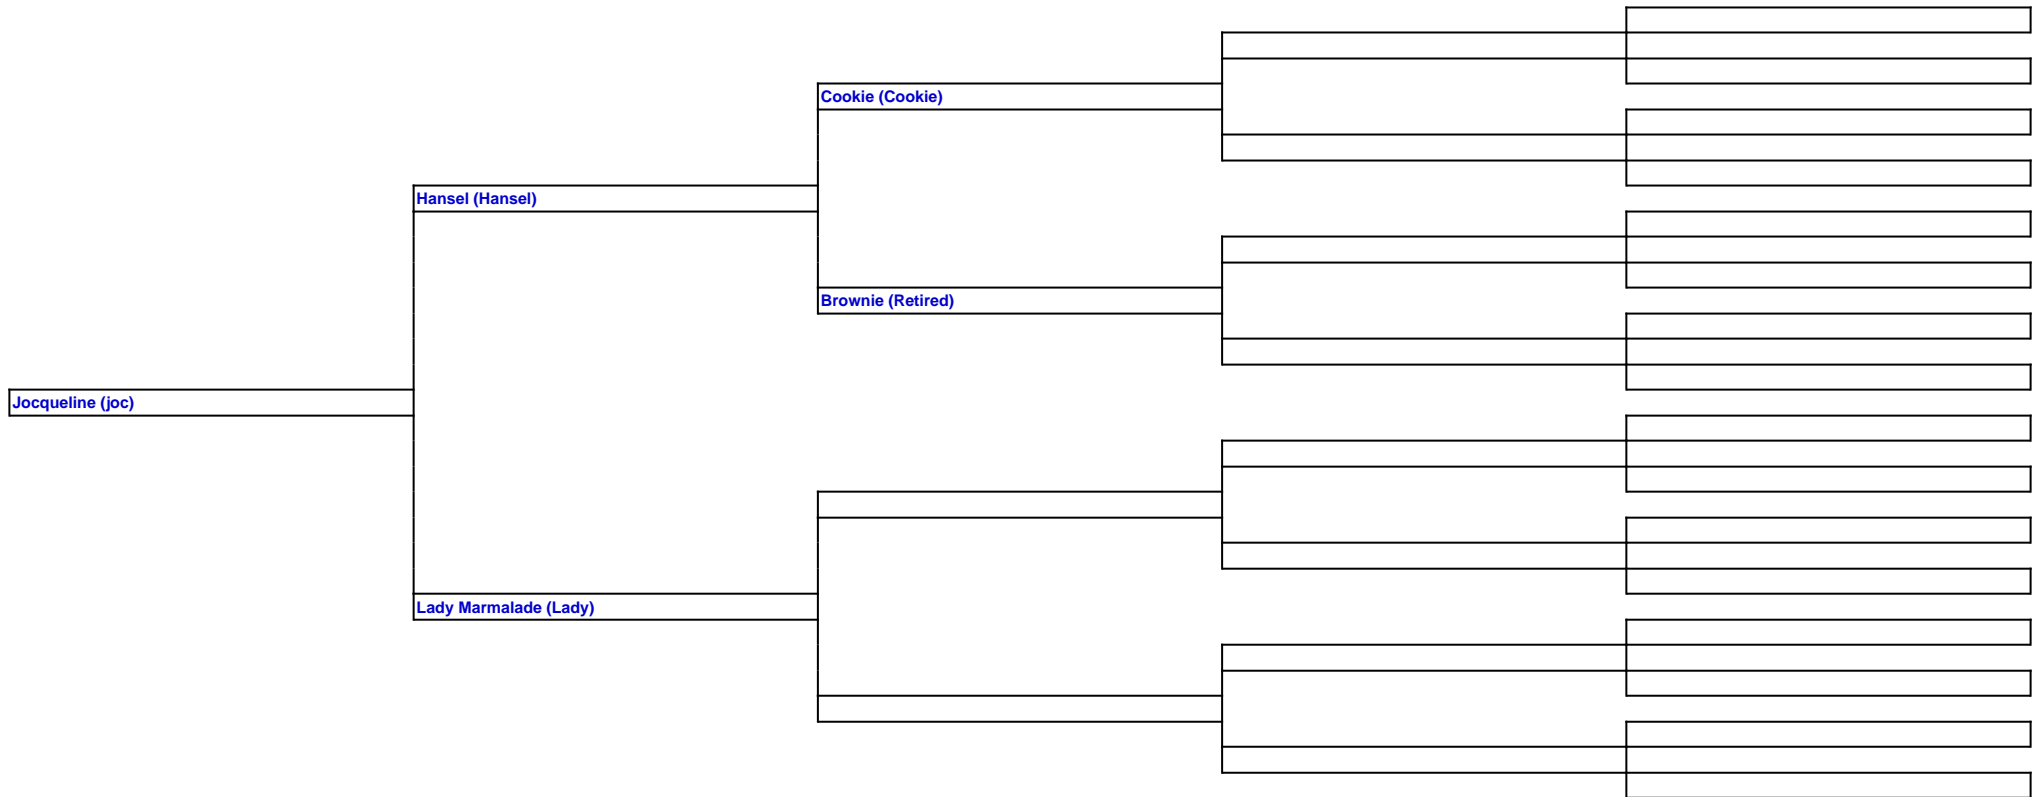 Cookie (Cookie)
Hansel (Hansel)
Brownie (Retired)
Jocqueline (joc)
Lady Marmalade (Lady)